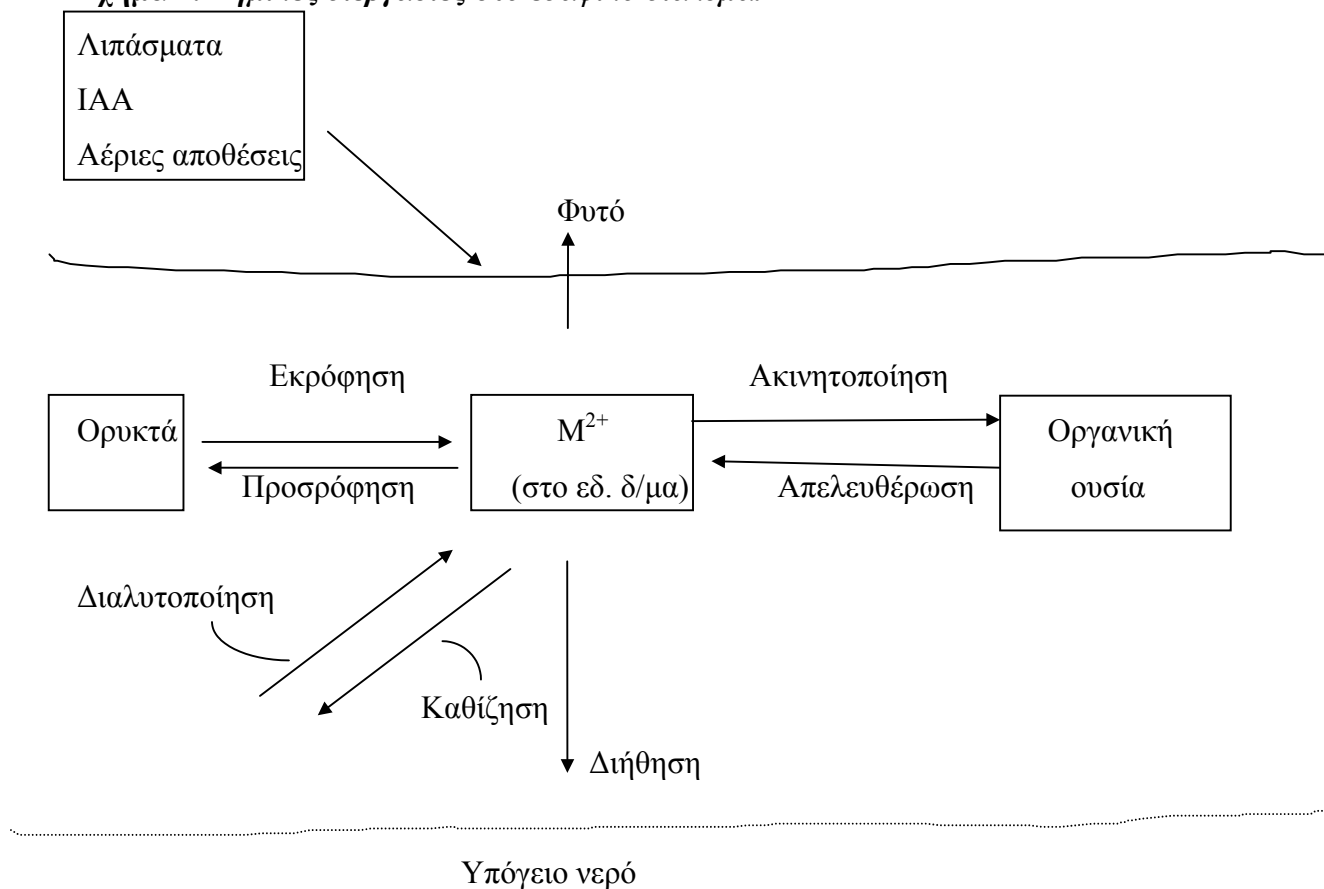 Λιπάσματα
ΙΑΑ
Αέριες αποθέσεις
Φυτό
Εκρόφηση
Ακινητοποίηση
Ορυκτά
M²⁺
(στο εδ. δ/μα)
Οργανική
ουσία
Προσρόφηση
Απελευθέρωση
Διαλυτοποίηση
Καθίζηση
Διήθηση
Υπόγειο νερό